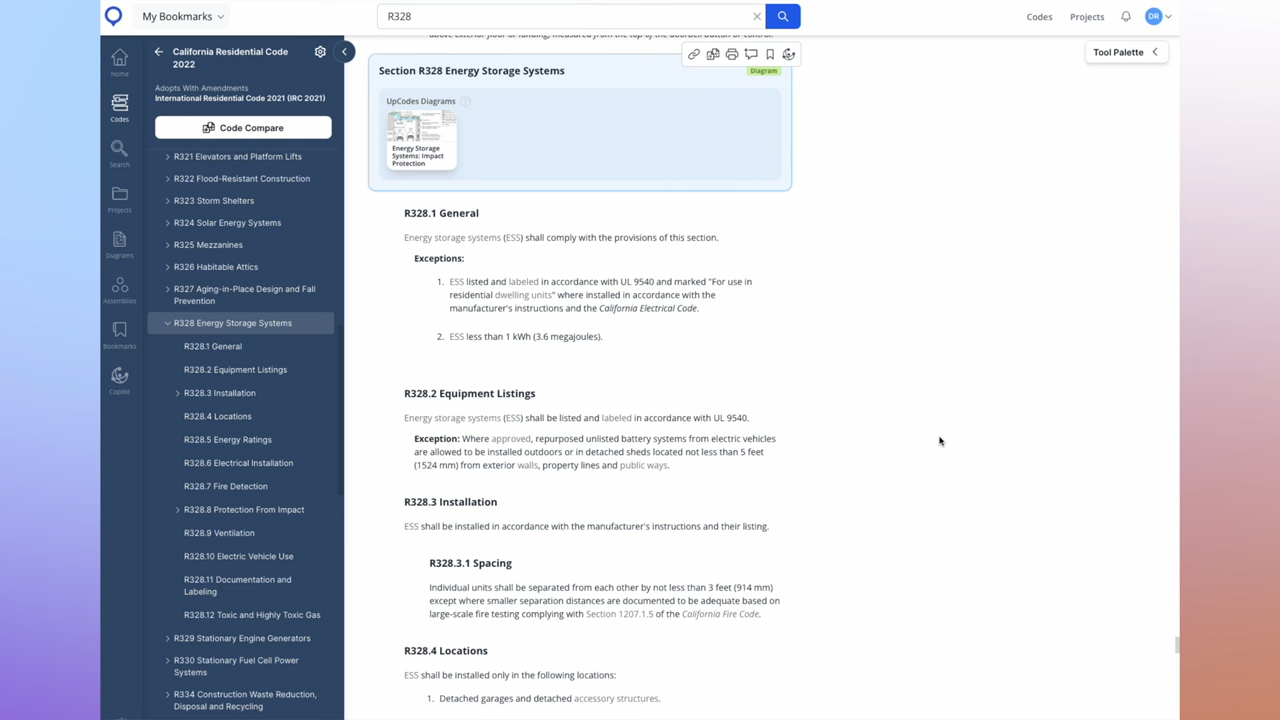 My Bookmarks
R328
Codes
Projects
DR
Home
Codes
Search
Projects
Diagrams
Assemblies
Bookmarks
Copilot
California Residential Code
2022
Adopts With Amendments
International Residential Code 2021 (IRC 2021)
Code Compare
R321 Elevators and Platform Lifts
R322 Flood-Resistant Construction
R323 Storm Shelters
R324 Solar Energy Systems
R325 Mezzanines
R326 Habitable Attics
R327 Aging-in-Place Design and Fall
Prevention
R328 Energy Storage Systems
R328.1 General
R328.2 Equipment Listings
R328.3 Installation
R328.4 Locations
R328.5 Energy Ratings
R328.6 Electrical Installation
R328.7 Fire Detection
R328.8 Protection From Impact
R328.9 Ventilation
R328.10 Electric Vehicle Use
R328.11 Documentation and
Labeling
R328.12 Toxic and Highly Toxic Gas
R329 Stationary Engine Generators
R330 Stationary Fuel Cell Power
Systems
R334 Construction Waste Reduction,
Disposal and Recycling
Tool Palette
above exterior floor or landing, measured from the top of the doorbell button or control.
Section R328 Energy Storage Systems
Diagram
UpCodes Diagrams
Energy Storage
Systems: Impact
Protection
R328.1 General
Energy storage systems (ESS) shall comply with the provisions of this section.
Exceptions:
1. ESS listed and labeled in accordance with UL 9540 and marked "For use in
residential dwelling units" where installed in accordance with the
manufacturer's instructions and the California Electrical Code.
2. ESS less than 1 kWh (3.6 megajoules).
R328.2 Equipment Listings
Energy storage systems (ESS) shall be listed and labeled in accordance with UL 9540.
Exception: Where approved, repurposed unlisted battery systems from electric vehicles
are allowed to be installed outdoors or in detached sheds located not less than 5 feet
(1524 mm) from exterior walls, property lines and public ways.
R328.3 Installation
ESS shall be installed in accordance with the manufacturer's instructions and their listing.
R328.3.1 Spacing
Individual units shall be separated from each other by not less than 3 feet (914 mm)
except where smaller separation distances are documented to be adequate based on
large-scale fire testing complying with Section 1207.1.5 of the California Fire Code.
R328.4 Locations
ESS shall be installed only in the following locations:
1. Detached garages and detached accessory structures.